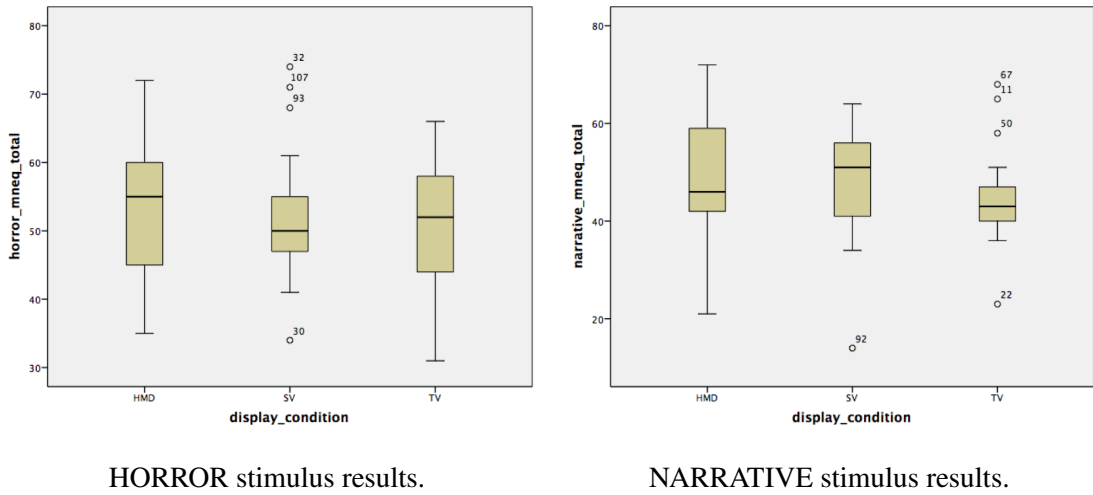 80
70
60
50
40
30
horror_mneq_total
32
107
93
30
HMD SV TV
display_condition
HORROR stimulus results.
80
60
40
20
narrative_mneq_total
67
11
50
22
92
HMD SV TV
display_condition
NARRATIVE stimulus results.